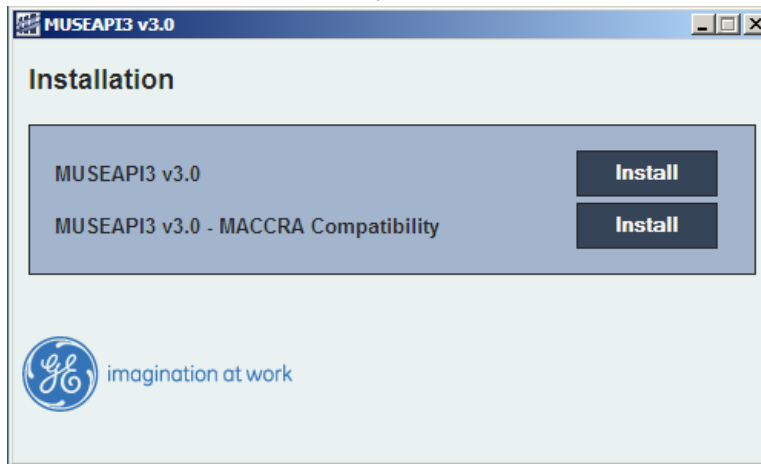 MUSEAPI3 v3.0
Installation
MUSEAPI3 v3.0 Install
MUSEAPI3 v3.0 - MACCRA Compatibility Install
GE imagination at work